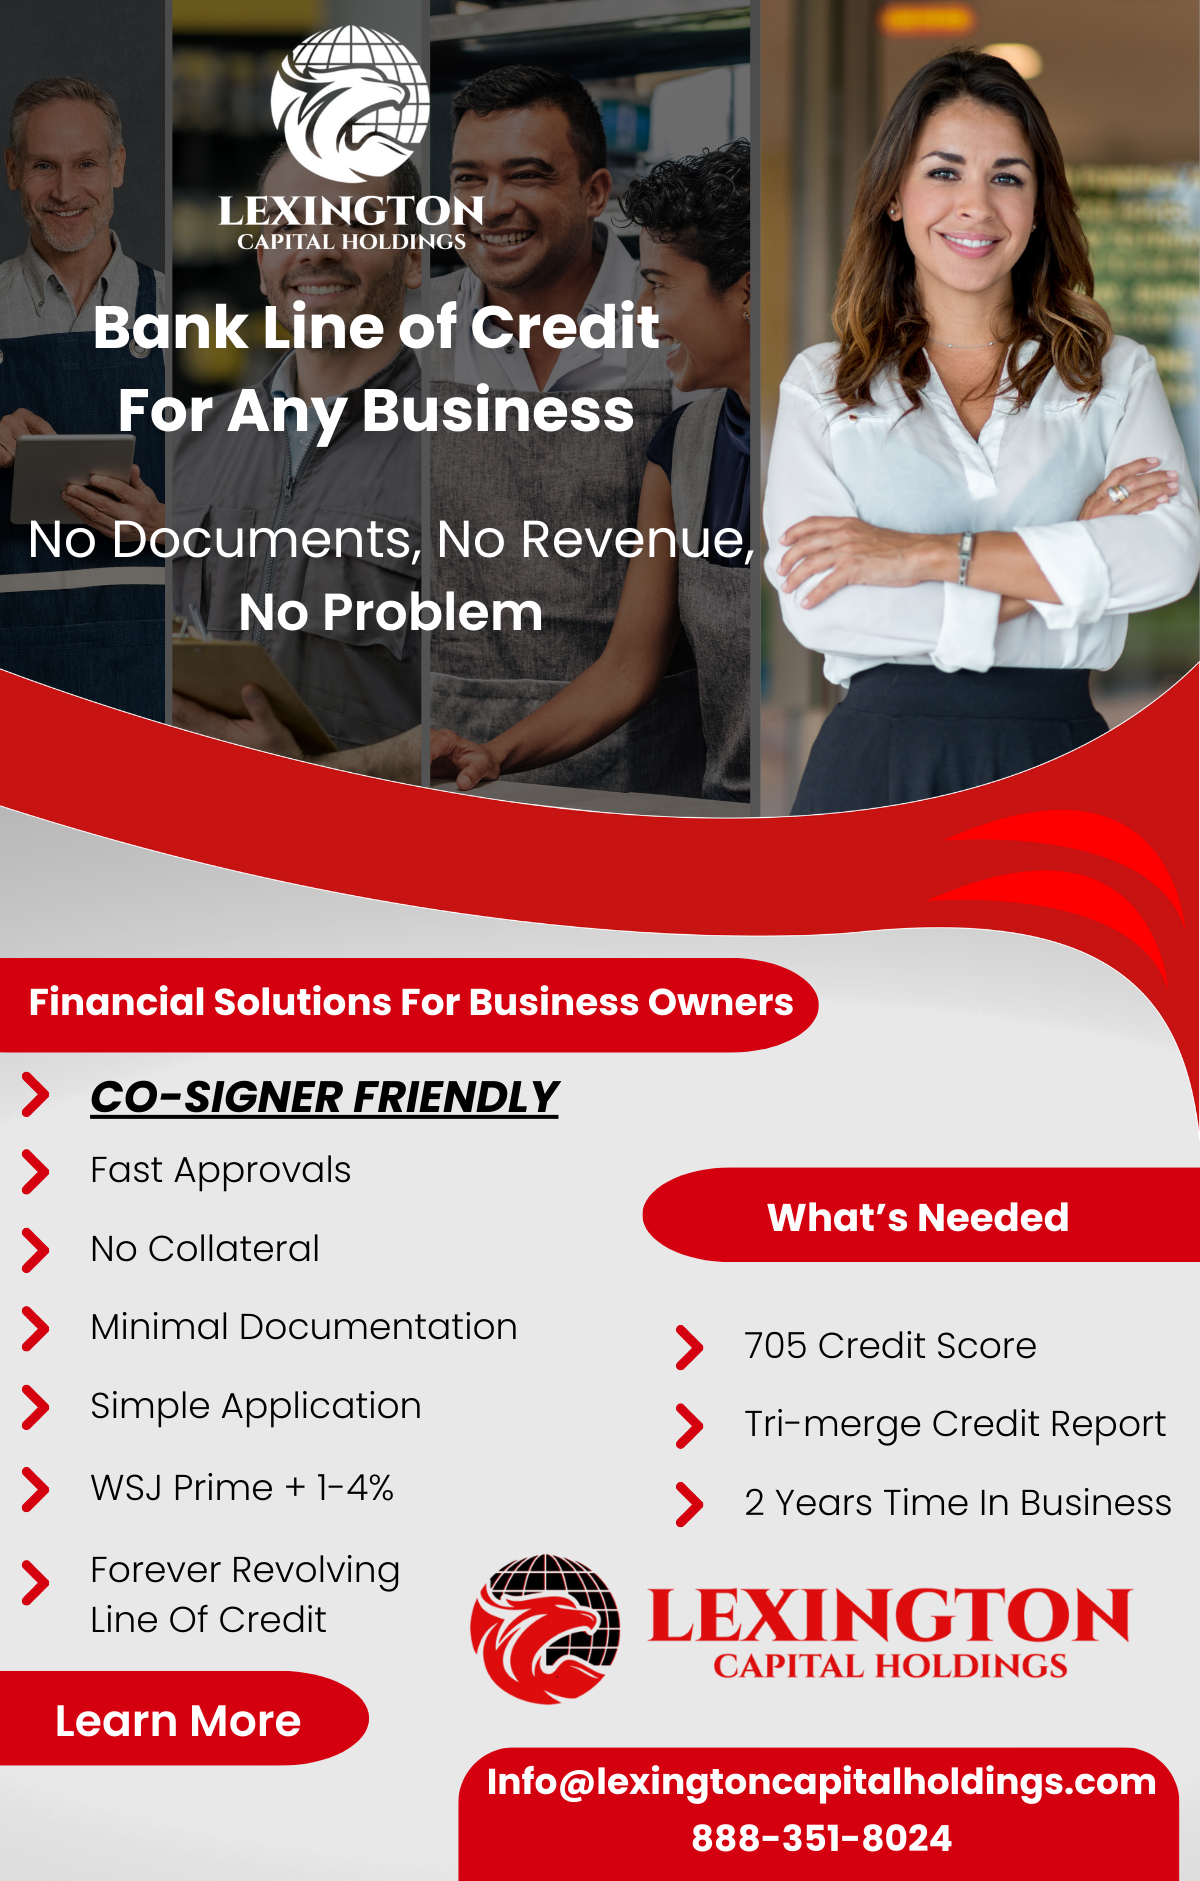 LEXINGTON
CAPITAL HOLDINGS
Bank Line of Credit
For Any Business
No Documents, No Revenue,
No Problem
Financial Solutions For Business Owners
CO-SIGNER FRIENDLY
Fast Approvals
No Collateral
Minimal Documentation
Simple Application
WSJ Prime + 1-4%
Forever Revolving
Line Of Credit
Learn More
What’s Needed
705 Credit Score
Tri-merge Credit Report
2 Years Time In Business
LEXINGTON
CAPITAL HOLDINGS
Info@lexingtoncapitalholdings.com
888-351-8024